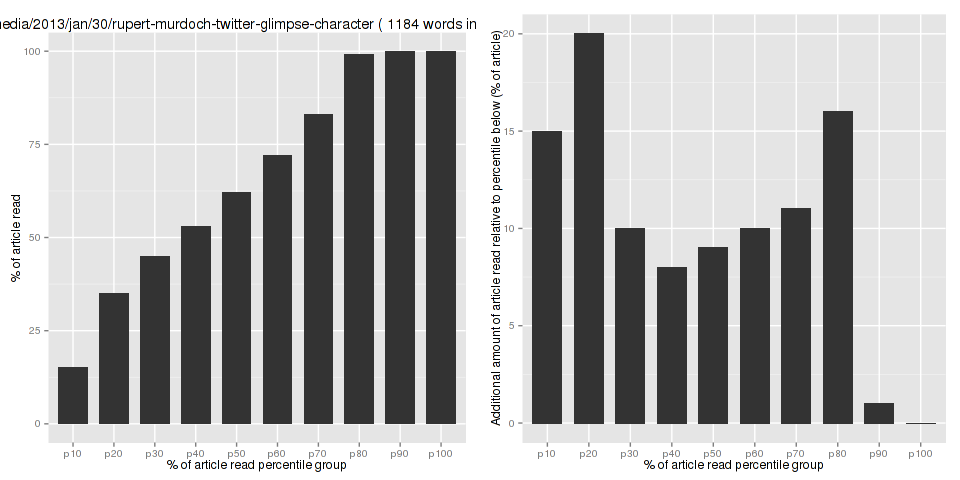 media/2013/jan/30/rupert-murdoch-twitter-glimpse-character ( 1184 words in
% of article read
100
75
50
25
0
p10 p20 p30 p40 p50 p60 p70 p80 p90 p100
% of article read percentile group
Additional amount of article read relative to percentile below (% of article)
20
15
10
5
0
p10 p20 p30 p40 p50 p60 p70 p80 p90 p100
% of article read percentile group